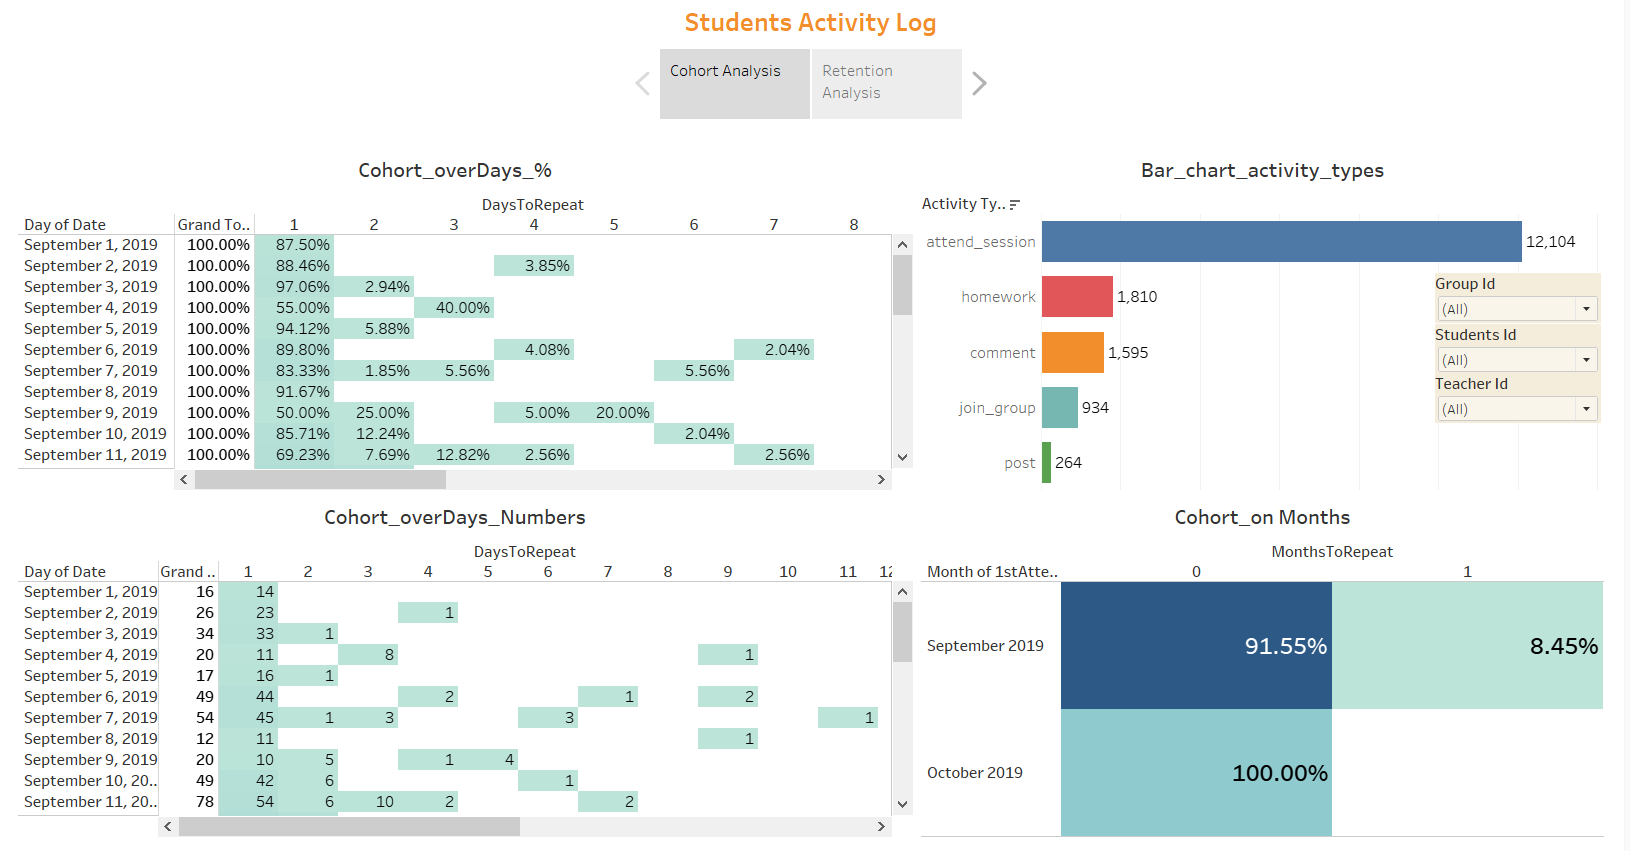 Students Activity Log
Cohort Analysis
Retention
Analysis
Cohort_overDays_%
DaysToRepeat
Day of Date Grand To.. 1 2 3 4 5 6 7 8
September 1, 2019 100.00% 87.50%
September 2, 2019 100.00% 88.46% 3.85%
September 3, 2019 100.00% 97.06% 2.94%
September 4, 2019 100.00% 55.00% 40.00%
September 5, 2019 100.00% 94.12% 5.88%
September 6, 2019 100.00% 89.80% 4.08% 2.04%
September 7, 2019 100.00% 83.33% 1.85% 5.56% 5.56%
September 8, 2019 100.00% 91.67%
September 9, 2019 100.00% 50.00% 25.00% 5.00% 20.00%
September 10, 2019 100.00% 85.71% 12.24% 2.04%
September 11, 2019 100.00% 69.23% 7.69% 12.82% 2.56% 2.56%
Bar_chart_activity_types
Activity Ty..
attend_session 12,104
homework 1,810
comment 1,595
join_group 934
post 264
Group Id
(All)
Students Id
(All)
Teacher Id
(All)
Cohort_overDays_Numbers
DaysToRepeat
Day of Date Grand .. 1 2 3 4 5 6 7 8 9 10 11 12
September 1, 2019 16 14
September 2, 2019 26 23 1
September 3, 2019 34 33 1
September 4, 2019 20 11 8 1
September 5, 2019 17 16 1
September 6, 2019 49 44 2 1 2
September 7, 2019 54 45 1 3 3 1
September 8, 2019 12 11 1
September 9, 2019 20 10 5 1 4
September 10, 20.. 49 42 6 1
September 11, 20.. 78 54 6 10 2 2
Cohort_on Months
MonthsToRepeat
Month of 1stAtte.. 0 1
September 2019 91.55% 8.45%
October 2019 100.00%